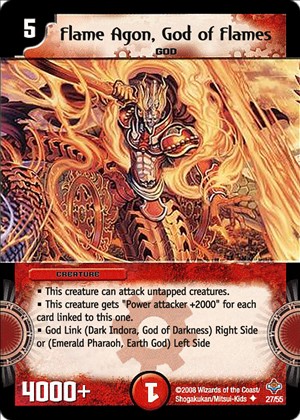 5
Flame Agon, God of Flames
GOD
CREATURE
▪ This creature can attack untapped creatures.
▪ This creature gets "Power attacker +2000" for each
card linked to this one.
▪ God Link (Dark Indora, God of Darkness) Right Side
or (Emerald Pharaoh, Earth God) Left Side
4000+
1
©2008 Wizards of the Coast/
Shogakukan/Mitsui-Kids ✦ 27/55